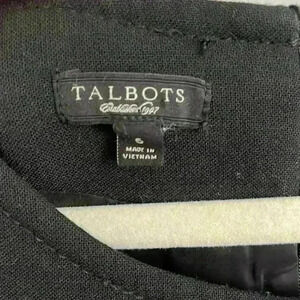 TALBOTS
Established 1947
6
MADE IN
VIETNAM